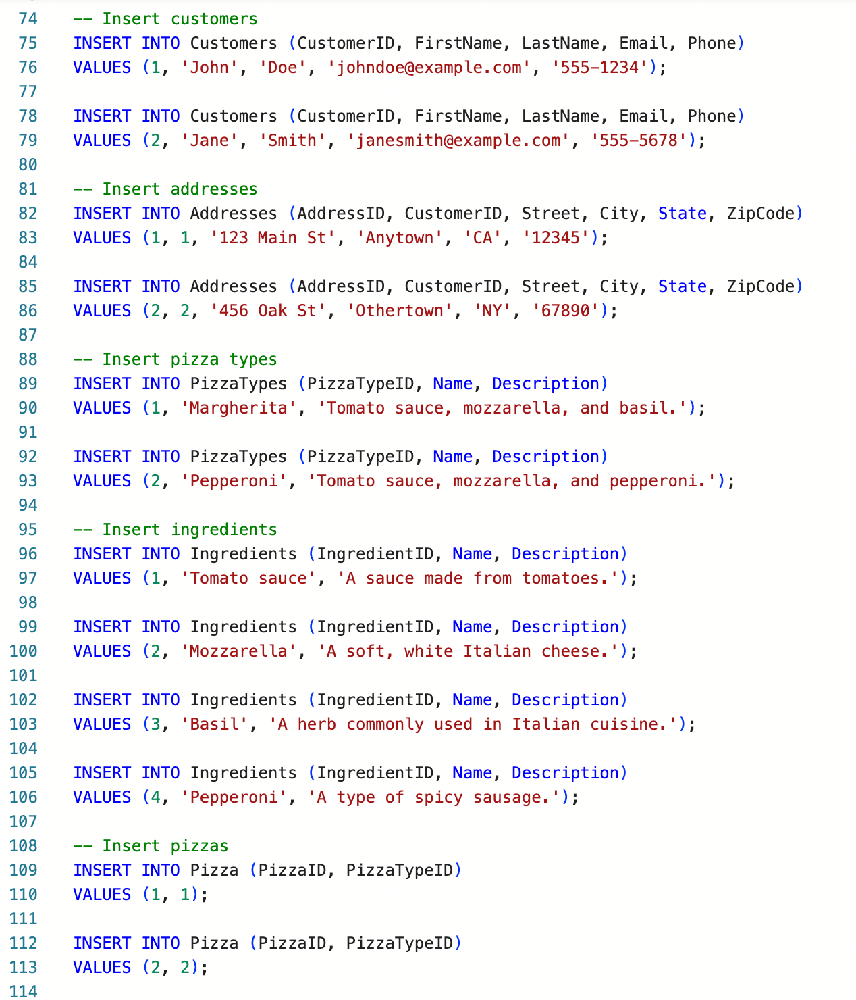 74 -- Insert customers
75 INSERT INTO Customers (CustomerID, FirstName, LastName, Email, Phone)
76 VALUES (1, 'John', 'Doe', 'johndoe@example.com', '555-1234');
77
78 INSERT INTO Customers (CustomerID, FirstName, LastName, Email, Phone)
79 VALUES (2, 'Jane', 'Smith', 'janesmith@example.com', '555-5678');
80
81 -- Insert addresses
82 INSERT INTO Addresses (AddressID, CustomerID, Street, City, State, ZipCode)
83 VALUES (1, 1, '123 Main St', 'Anytown', 'CA', '12345');
84
85 INSERT INTO Addresses (AddressID, CustomerID, Street, City, State, ZipCode)
86 VALUES (2, 2, '456 Oak St', 'Othertown', 'NY', '67890');
87
88 -- Insert pizza types
89 INSERT INTO PizzaTypes (PizzaTypeID, Name, Description)
90 VALUES (1, 'Margherita', 'Tomato sauce, mozzarella, and basil.');
91
92 INSERT INTO PizzaTypes (PizzaTypeID, Name, Description)
93 VALUES (2, 'Pepperoni', 'Tomato sauce, mozzarella, and pepperoni.');
94
95 -- Insert ingredients
96 INSERT INTO Ingredients (IngredientID, Name, Description)
97 VALUES (1, 'Tomato sauce', 'A sauce made from tomatoes.');
98
99 INSERT INTO Ingredients (IngredientID, Name, Description)
100 VALUES (2, 'Mozzarella', 'A soft, white Italian cheese.');
101
102 INSERT INTO Ingredients (IngredientID, Name, Description)
103 VALUES (3, 'Basil', 'A herb commonly used in Italian cuisine.');
104
105 INSERT INTO Ingredients (IngredientID, Name, Description)
106 VALUES (4, 'Pepperoni', 'A type of spicy sausage.');
107
108 -- Insert pizzas
109 INSERT INTO Pizza (PizzaID, PizzaTypeID)
110 VALUES (1, 1);
111
112 INSERT INTO Pizza (PizzaID, PizzaTypeID)
113 VALUES (2, 2);
114